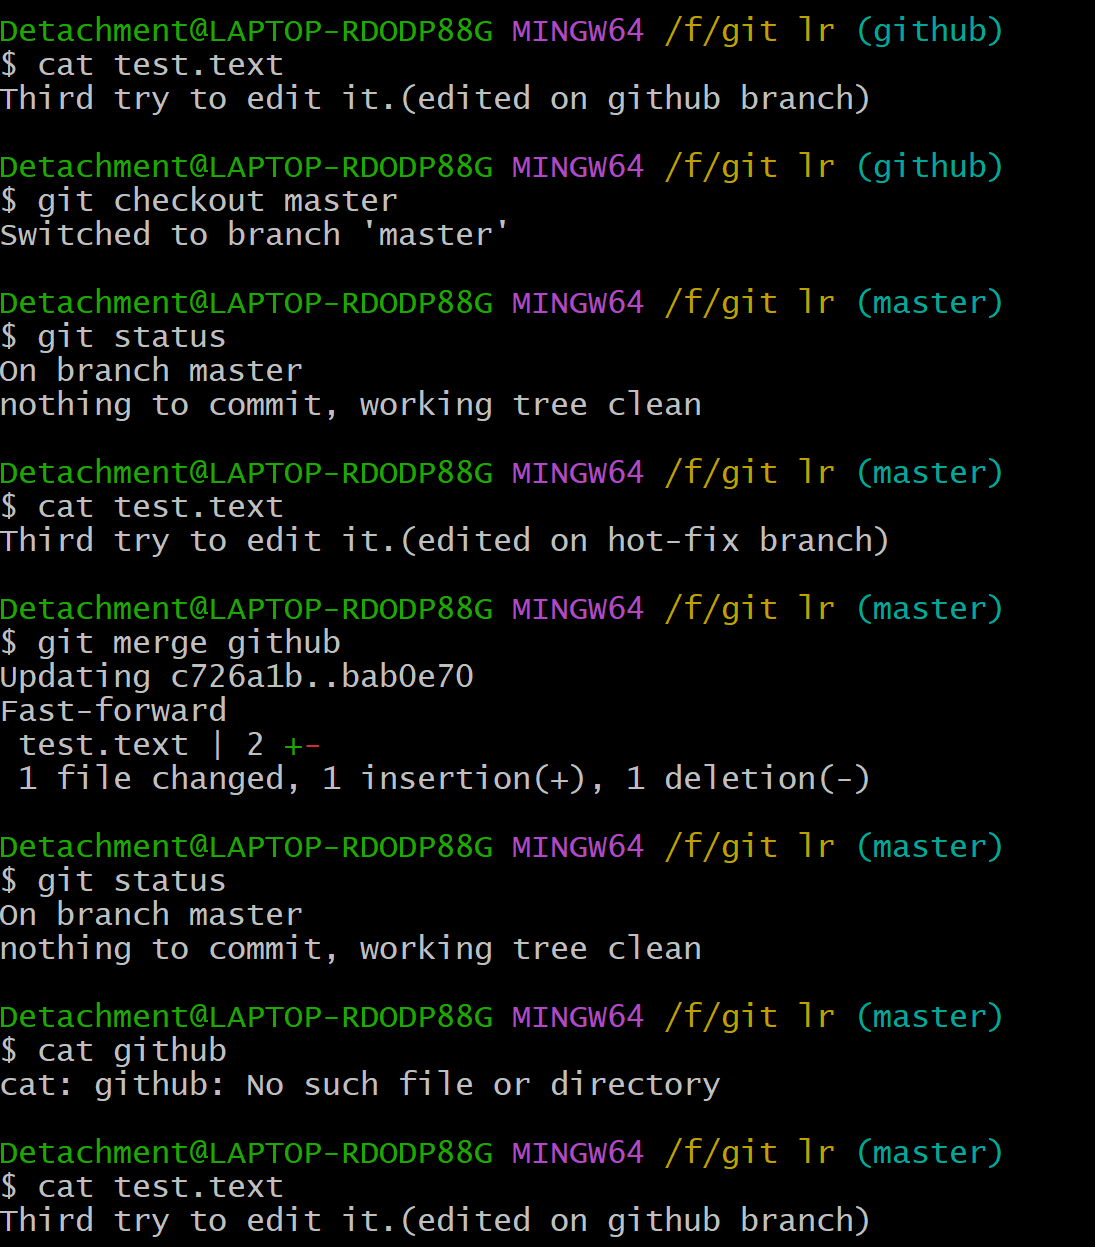 Detachment@LAPTOP-RDODP88G MINGW64 /f/git lr (github)
$ cat test.text
Third try to edit it.(edited on github branch)
Detachment@LAPTOP-RDODP88G MINGW64 /f/git lr (github)
$ git checkout master
Switched to branch 'master'
Detachment@LAPTOP-RDODP88G MINGW64 /f/git lr (master)
$ git status
On branch master
nothing to commit, working tree clean
Detachment@LAPTOP-RDODP88G MINGW64 /f/git lr (master)
$ cat test.text
Third try to edit it.(edited on hot-fix branch)
Detachment@LAPTOP-RDODP88G MINGW64 /f/git lr (master)
$ git merge github
Updating c726a1b..bab0e70
Fast-forward
 test.text | 2 +-
 1 file changed, 1 insertion(+), 1 deletion(-)
Detachment@LAPTOP-RDODP88G MINGW64 /f/git lr (master)
$ git status
On branch master
nothing to commit, working tree clean
Detachment@LAPTOP-RDODP88G MINGW64 /f/git lr (master)
$ cat github
cat: github: No such file or directory
Detachment@LAPTOP-RDODP88G MINGW64 /f/git lr (master)
$ cat test.text
Third try to edit it.(edited on github branch)